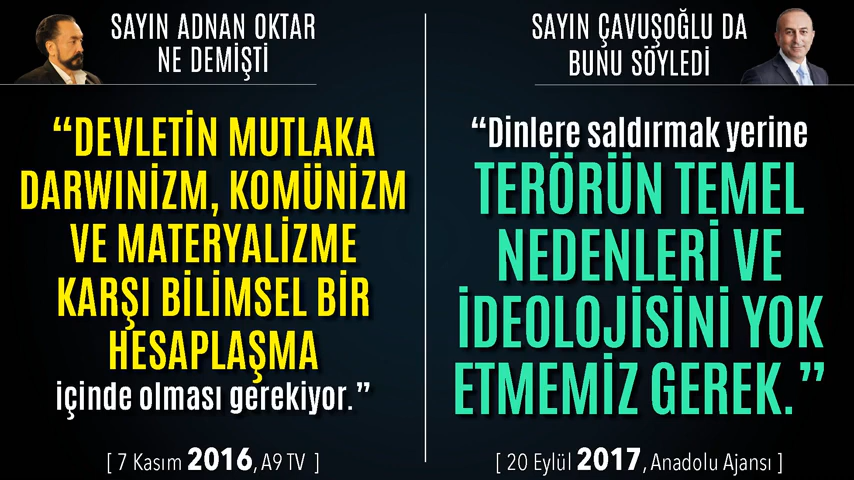 SAYIN ADNAN OKTAR
NE DEMİŞTİ
“DEVLETİN MUTLAKA
DARWINİZM, KOMÜNİZM
VE MATERYALİZME
KARŞI BİLİMSEL BİR
HESAPLAŞMA
içinde olması gerekiyor.”
[ 7 Kasım 2016, A9 TV ]
SAYIN ÇAVUŞOĞLU DA
BUNU SÖYLEDİ
“Dinlere saldırmak yerine
TERÖRÜN TEMEL
NEDENLERİ VE
İDEOLOJİSİNİ YOK
ETMEMİZ GEREK.”
[ 20 Eylül 2017, Anadolu Ajansı ]